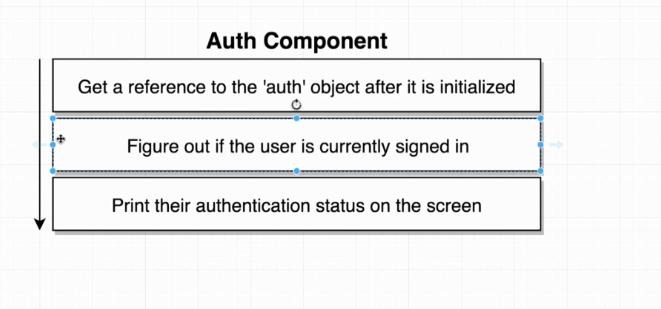 Auth Component
Get a reference to the 'auth' object after it is initialized
Figure out if the user is currently signed in
Print their authentication status on the screen